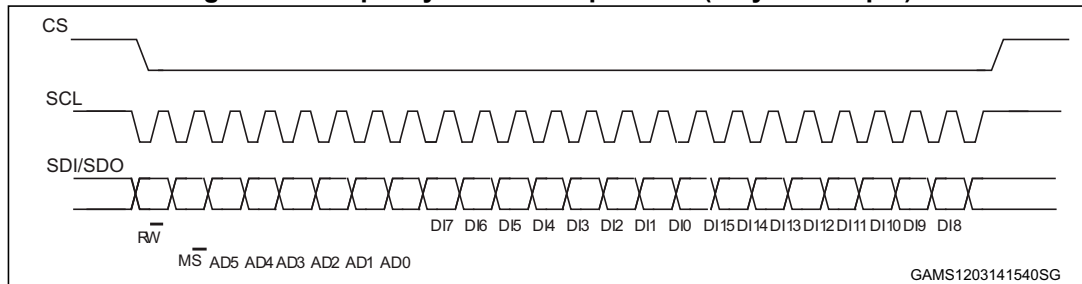 CS
SCL
SDI/SDO
DI7 DI6 DI5 DI4 DI3 DI2 DI1 DI0 DI15 DI14 DI13 DI12 DI11 DI10 DI9 DI8
RW̅
MS̅ AD5 AD4 AD3 AD2 AD1 AD0
GAMS1203141540SG